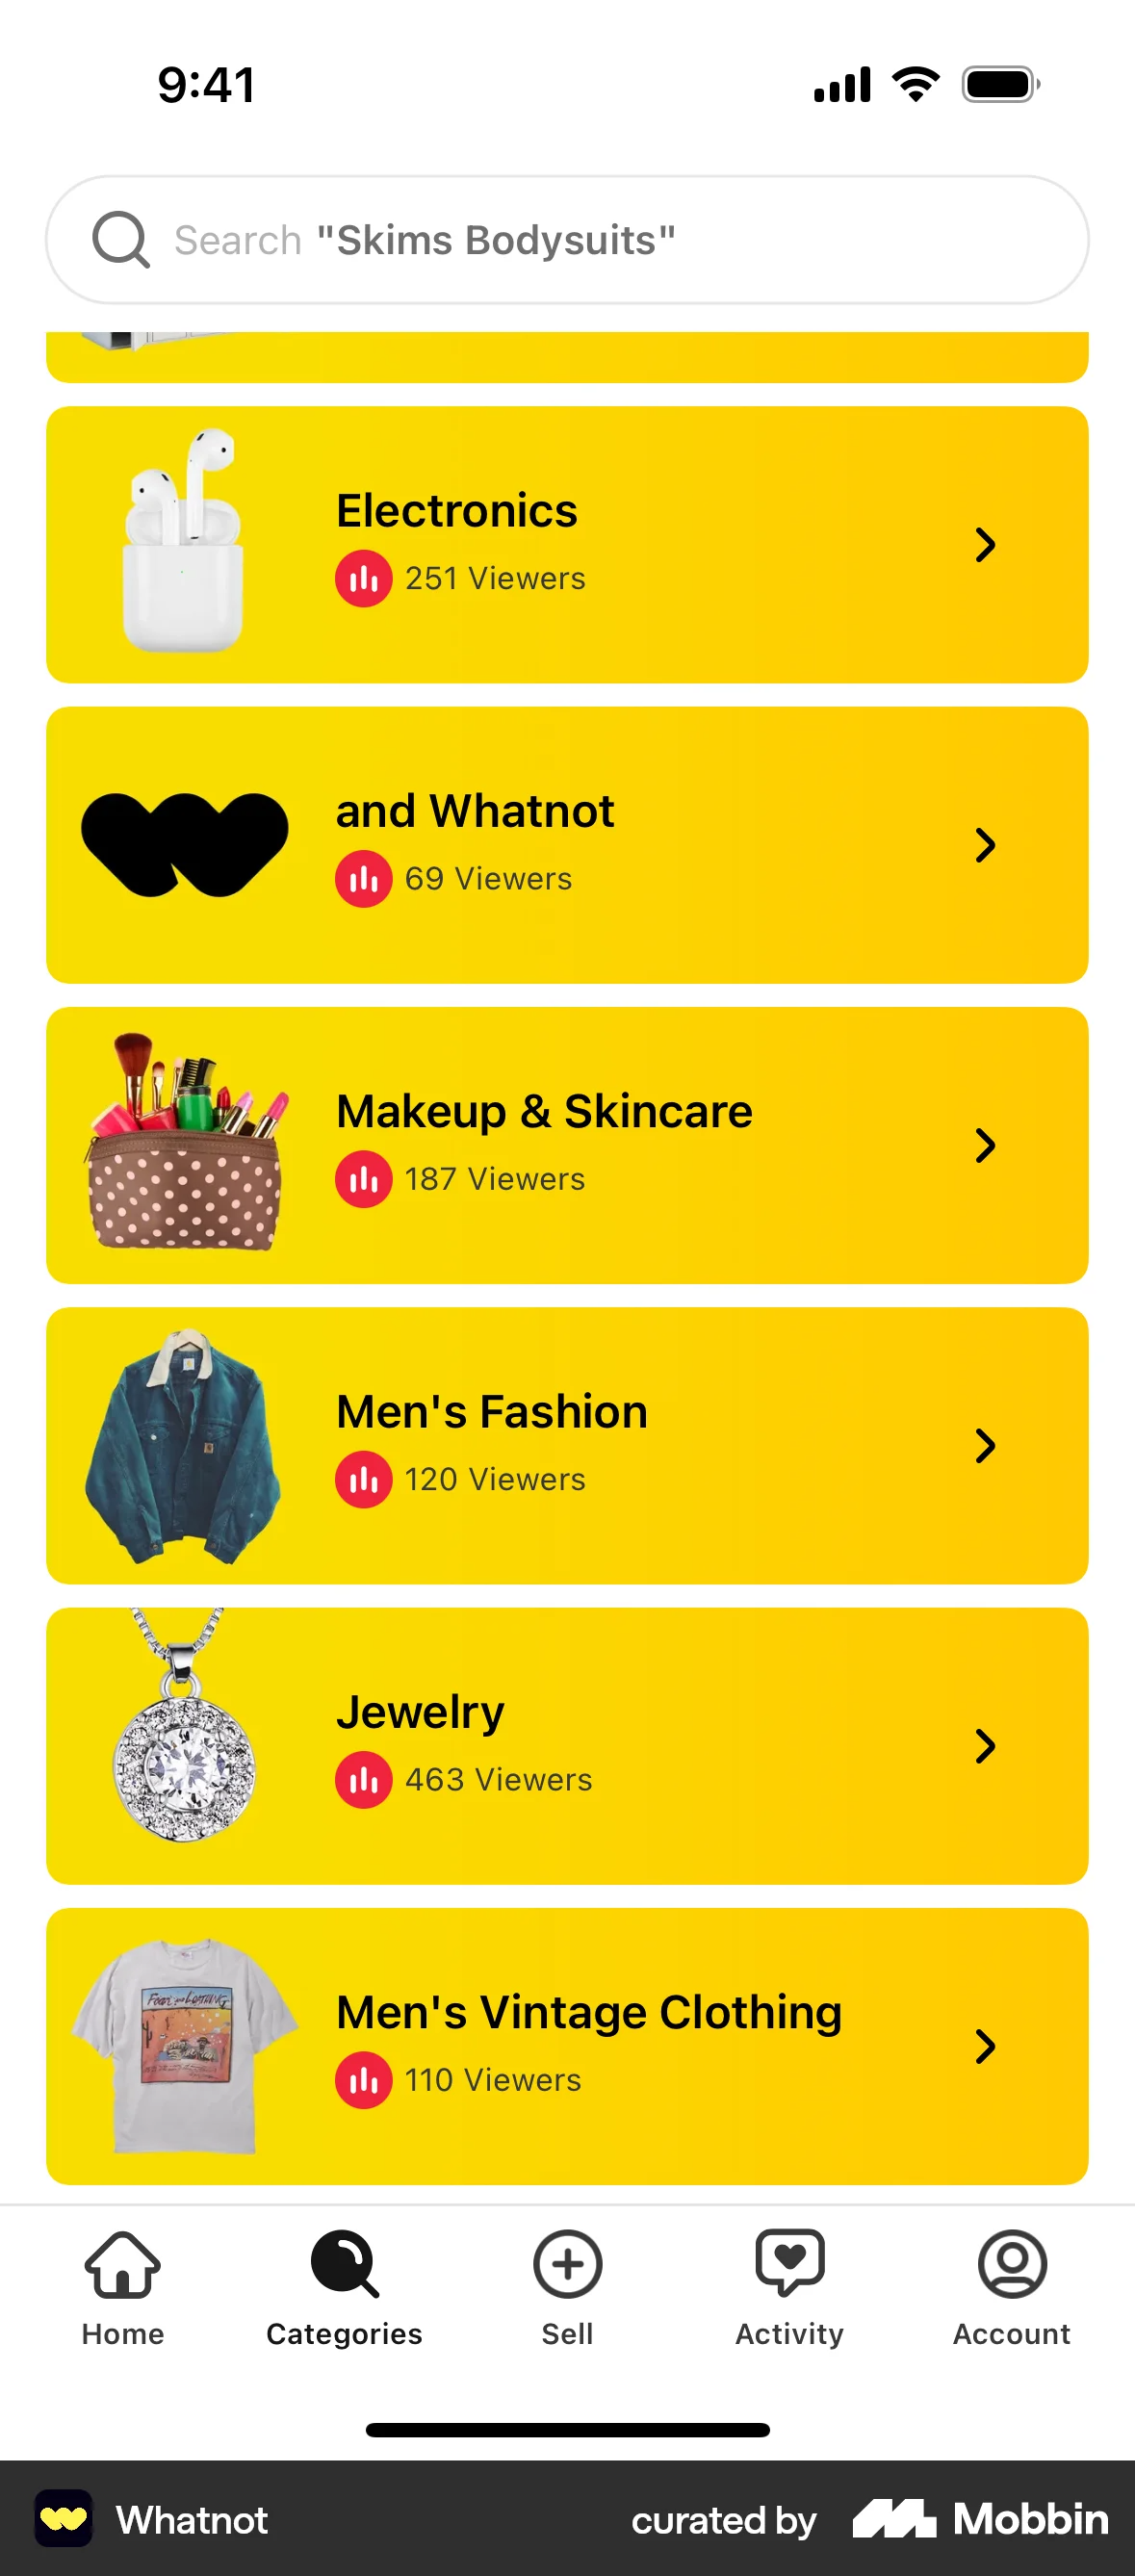 9:41
Search "Skims Bodysuits"
Electronics
251 Viewers
and Whatnot
69 Viewers
Makeup & Skincare
187 Viewers
Men's Fashion
120 Viewers
Jewelry
463 Viewers
Men's Vintage Clothing
110 Viewers
Home
Categories
Sell
Activity
Account
Whatnot
curated by Mobbin